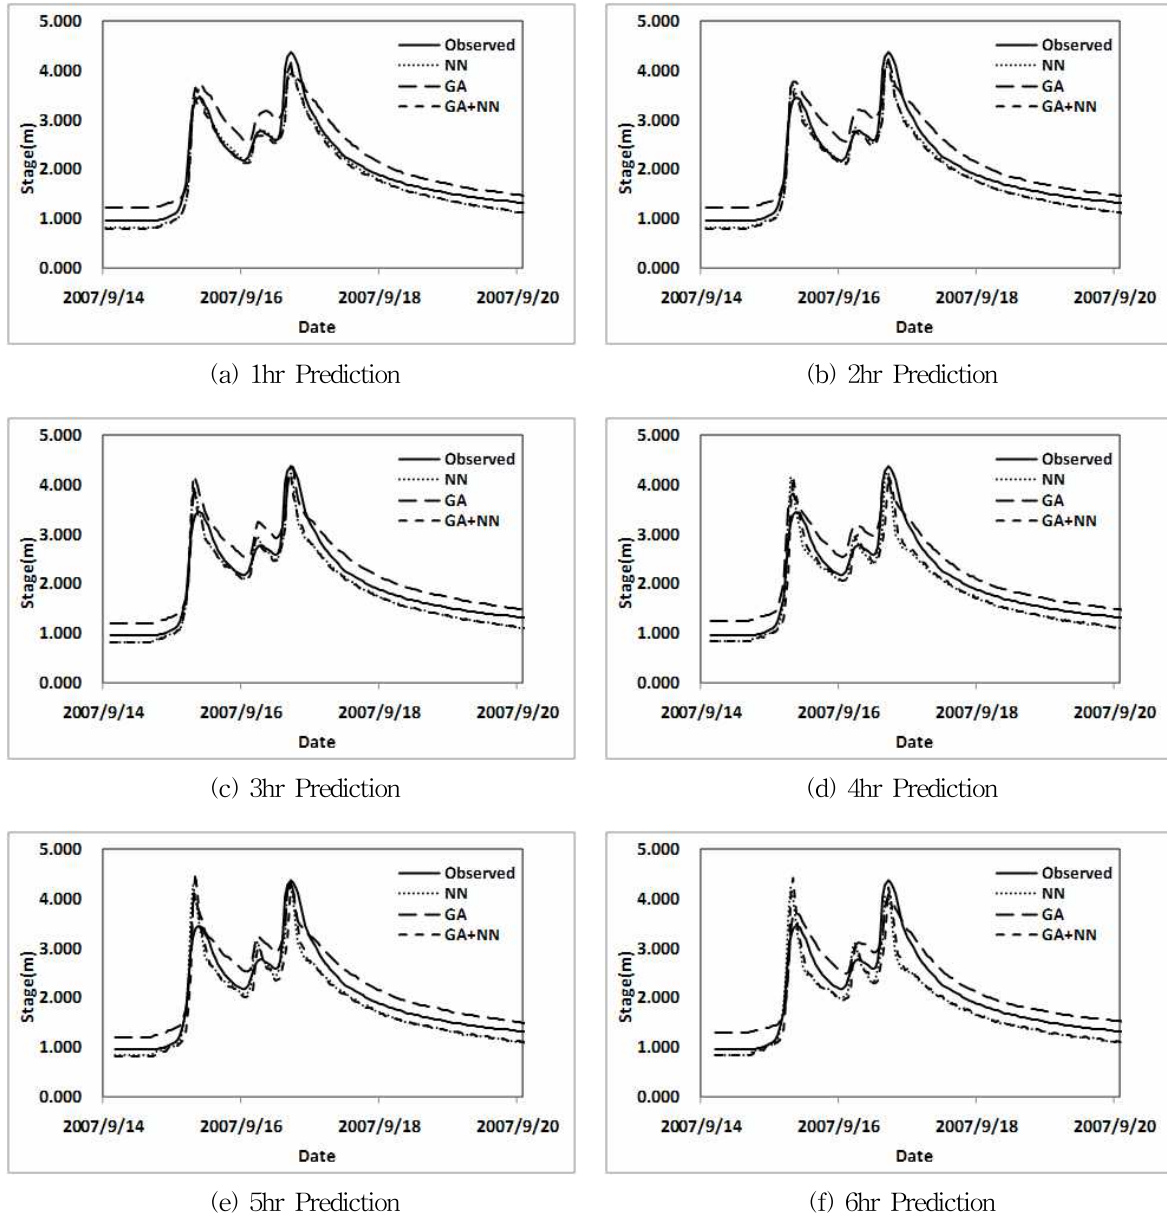 5.000
4.000
3.000
2.000
1.000
0.000
Stage(m)
Observed
NN
GA
GA+NN
2007/9/14
2007/9/16
2007/9/18
2007/9/20
Date
(a) 1hr Prediction
5.000
4.000
3.000
2.000
1.000
0.000
Stage(m)
Observed
NN
GA
GA+NN
2007/9/14
2007/9/16
2007/9/18
2007/9/20
Date
(b) 2hr Prediction
5.000
4.000
3.000
2.000
1.000
0.000
Stage(m)
Observed
NN
GA
GA+NN
2007/9/14
2007/9/16
2007/9/18
2007/9/20
Date
(c) 3hr Prediction
5.000
4.000
3.000
2.000
1.000
0.000
Stage(m)
Observed
NN
GA
GA+NN
2007/9/14
2007/9/16
2007/9/18
2007/9/20
Date
(d) 4hr Prediction
5.000
4.000
3.000
2.000
1.000
0.000
Stage(m)
Observed
NN
GA
GA+NN
2007/9/14
2007/9/16
2007/9/18
2007/9/20
Date
(e) 5hr Prediction
5.000
4.000
3.000
2.000
1.000
0.000
Stage(m)
Observed
NN
GA
GA+NN
2007/9/14
2007/9/16
2007/9/18
2007/9/20
Date
(f) 6hr Prediction